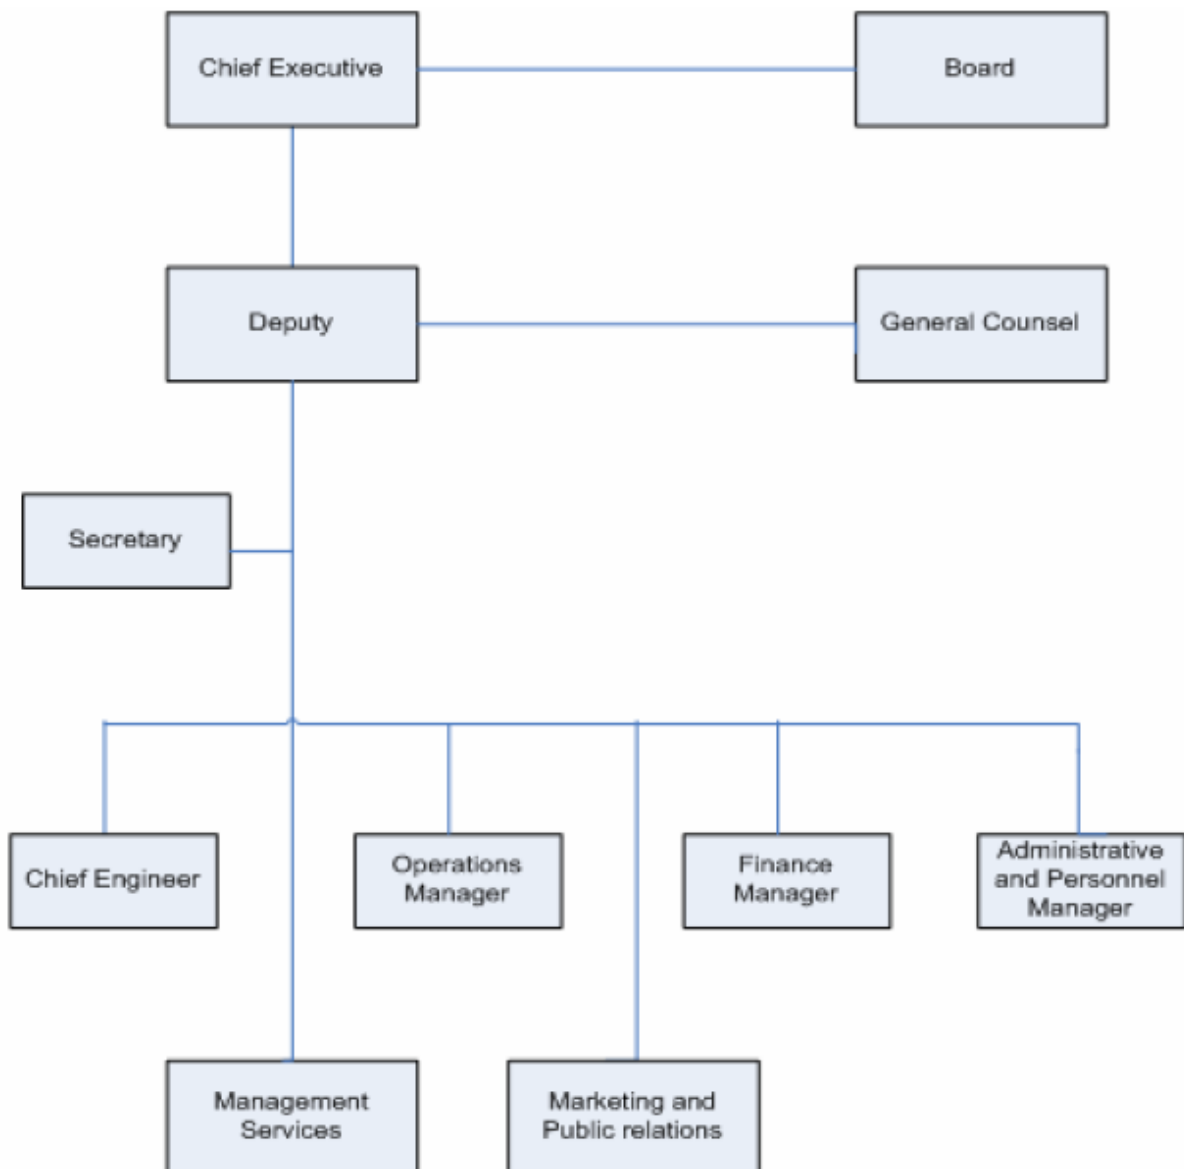 Chief Executive
Board
Deputy
General Counsel
Secretary
Chief Engineer
Operations
Manager
Finance
Manager
Administrative
and Personnel
Manager
Management
Services
Marketing and
Public relations